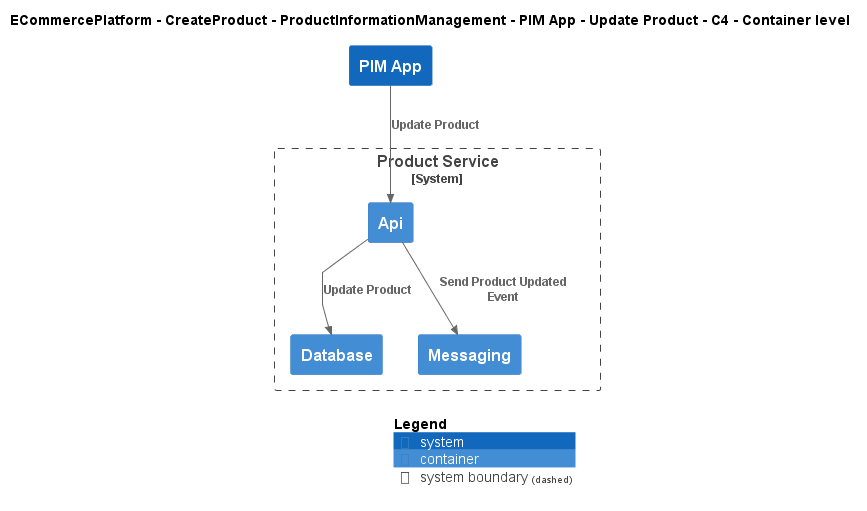 ECommercePlatform - CreateProduct - ProductInformationManagement - PIM App - Update Product - C4 - Container level
PIM App
Update Product
Product Service
[System]
Api
Update Product
Send Product Updated
Event
Database
Messaging
Legend
system
container
system boundary (dashed)